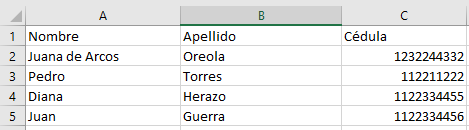 A B C
1 Nombre Apellido Cédula
2 Juana de Arcos Oreola 1232244332
3 Pedro Torres 112211222
4 Diana Herazo 1122334455
5 Juan Guerra 1122334456